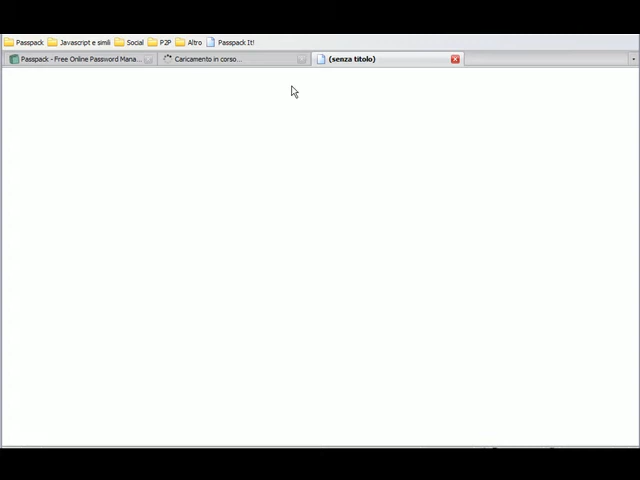 Passpack Javascript e simili Social P2P Altro Passpack It!
Passpack - Free Online Password Mana... Caricamento in corso... (senza titolo)